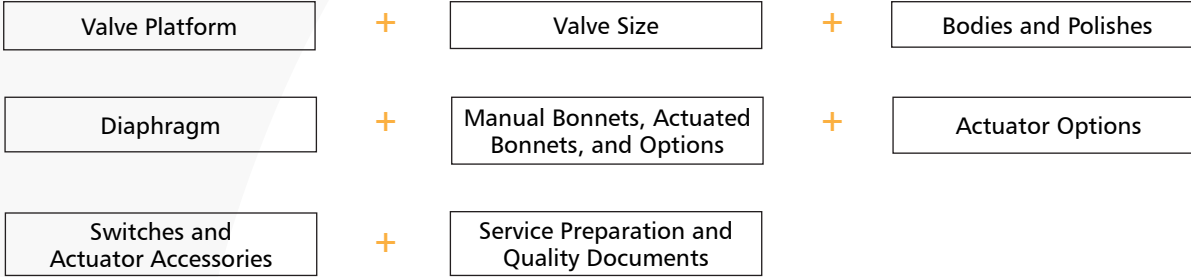 Valve Platform + Valve Size + Bodies and Polishes
Diaphragm + Manual Bonnets, Actuated
Bonnets, and Options + Actuator Options
Switches and
Actuator Accessories + Service Preparation and
Quality Documents